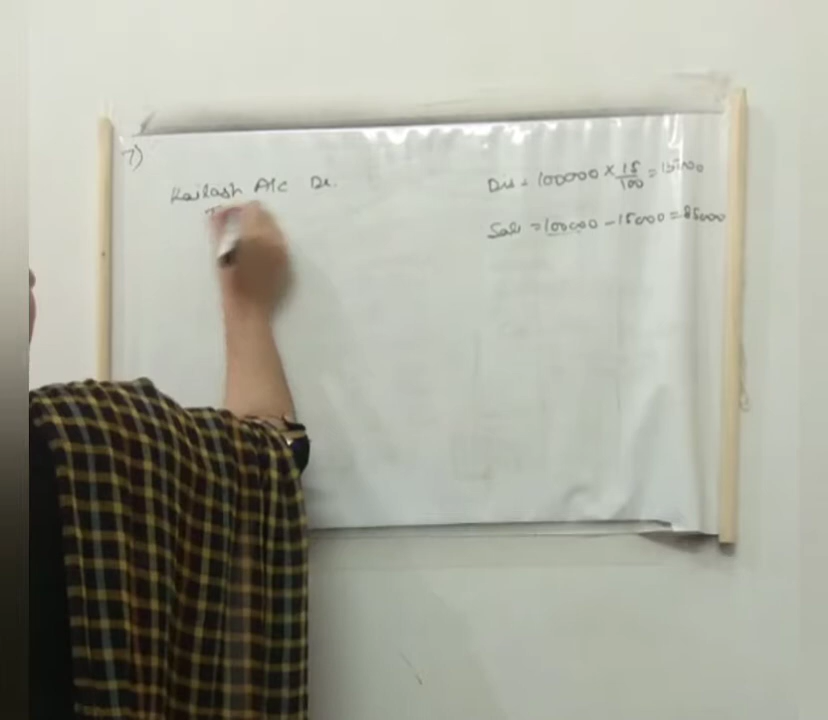 7)
Kailash A/c Dr.
Dis = 100000 × 15/100 = 15000
Sale = 100000 - 15000 = 85000